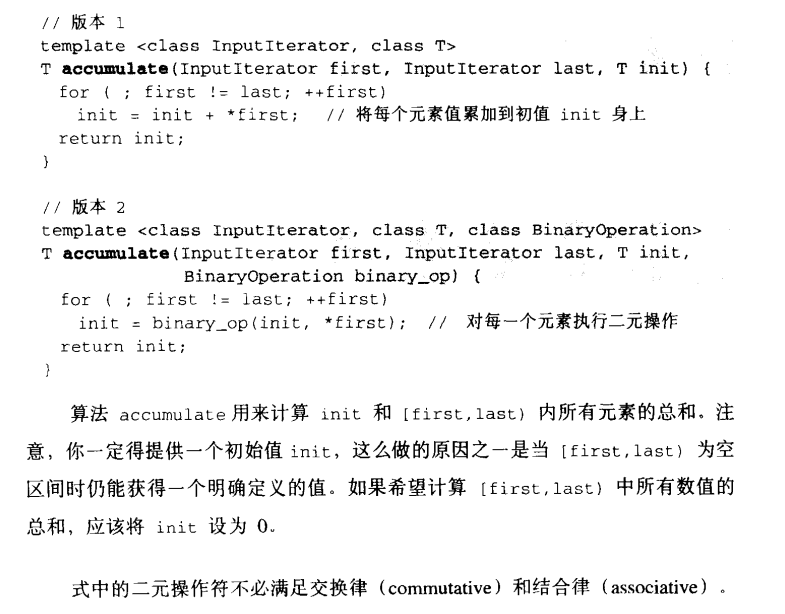 // 版本 1
template <class InputIterator, class T>
T accumulate(InputIterator first, InputIterator last, T init) {
for ( ; first != last; ++first)
init = init + *first; // 将每个元素值累加到初值 init 身上
return init;
}
// 版本 2
template <class InputIterator, class T, class BinaryOperation>
T accumulate(InputIterator first, InputIterator last, T init,
BinaryOperation binary_op) {
for ( ; first != last; ++first)
init = binary_op(init, *first); // 对每一个元素执行二元操作
return init;
}
算法 accumulate 用来计算 init 和 [first,last) 内所有元素的总和。注
意，你一定得提供一个初始值 init，这么做的原因之一是当 [first,last) 为空
区间时仍能获得一个明确定义的值。如果希望计算 [first,last) 中所有数值的
总和，应该将 init 设为 0。
式中的二元操作符不必满足交换律（commutative）和结合律（associative）。